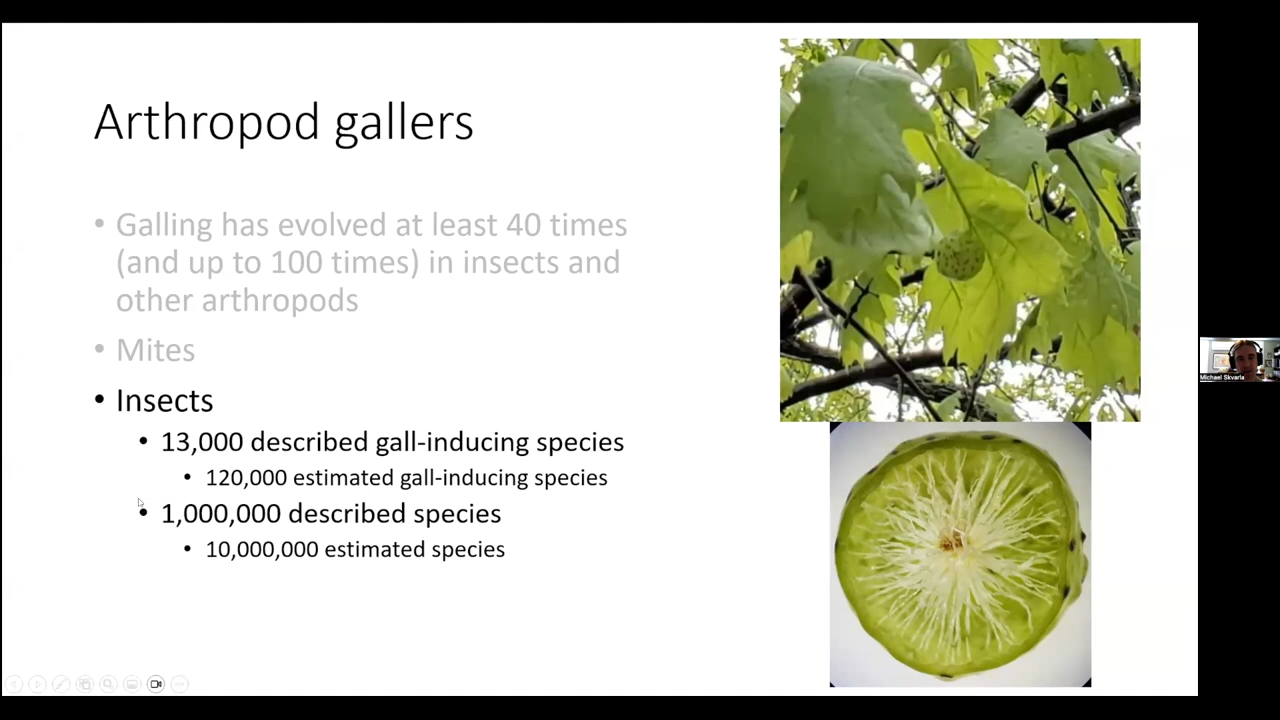 Arthropod gallers
• Galling has evolved at least 40 times
(and up to 100 times) in insects and
other arthropods
• Mites
• Insects
• 13,000 described gall-inducing species
• 120,000 estimated gall-inducing species
• 1,000,000 described species
• 10,000,000 estimated species
Michael Skvarla